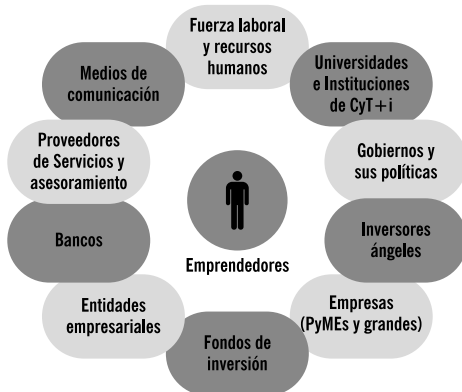 Fuerza laboral
y recursos
humanos
Universidades
e Instituciones
de CyT+i
Gobiernos y
sus políticas
Inversores
ángeles
Empresas
(PyMEs y grandes)
Fondos de
inversión
Entidades
empresariales
Bancos
Proveedores
de Servicios y
asesoramiento
Medios de
comunicación
Emprendedores